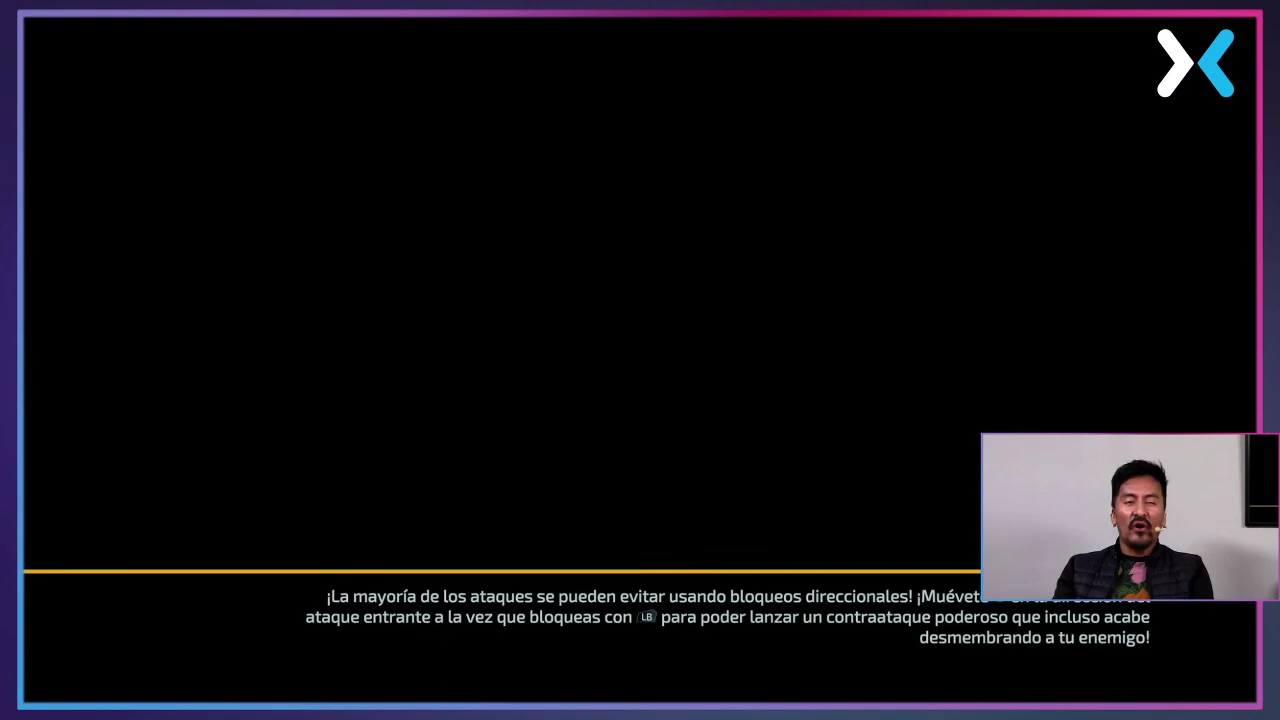 ¡La mayoría de los ataques se pueden evitar usando bloqueos direccionales! ¡Muévete
ataque entrante a la vez que bloqueas con LB para poder lanzar un contraataque poderoso que incluso acabe
desmembrando a tu enemigo!